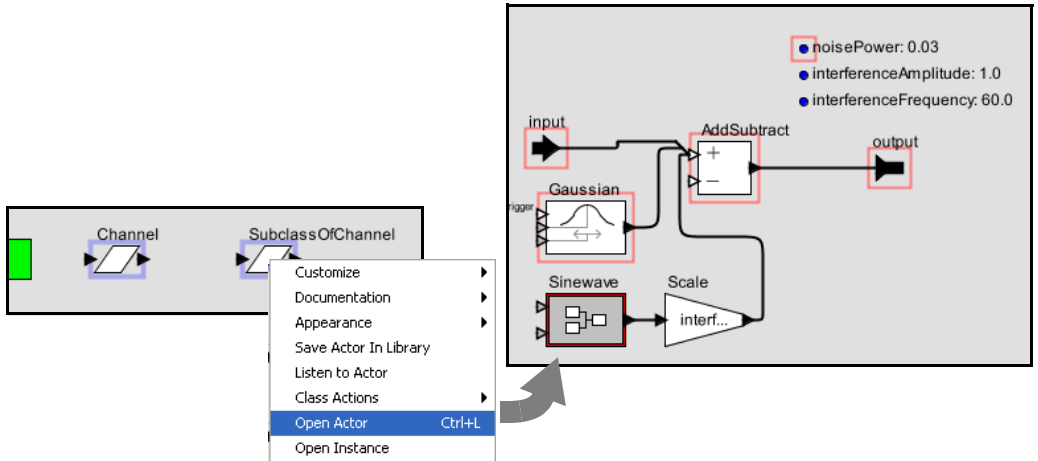 noisePower: 0.03
interferenceAmplitude: 1.0
interferenceFrequency: 60.0
input
AddSubtract
output
+
−
Gaussian
rigger
Sinewave
Scale
interf...
Channel
SubclassOfChannel
Customize
Documentation
Appearance
Save Actor In Library
Listen to Actor
Class Actions
Open Actor Ctrl+L
Open Instance